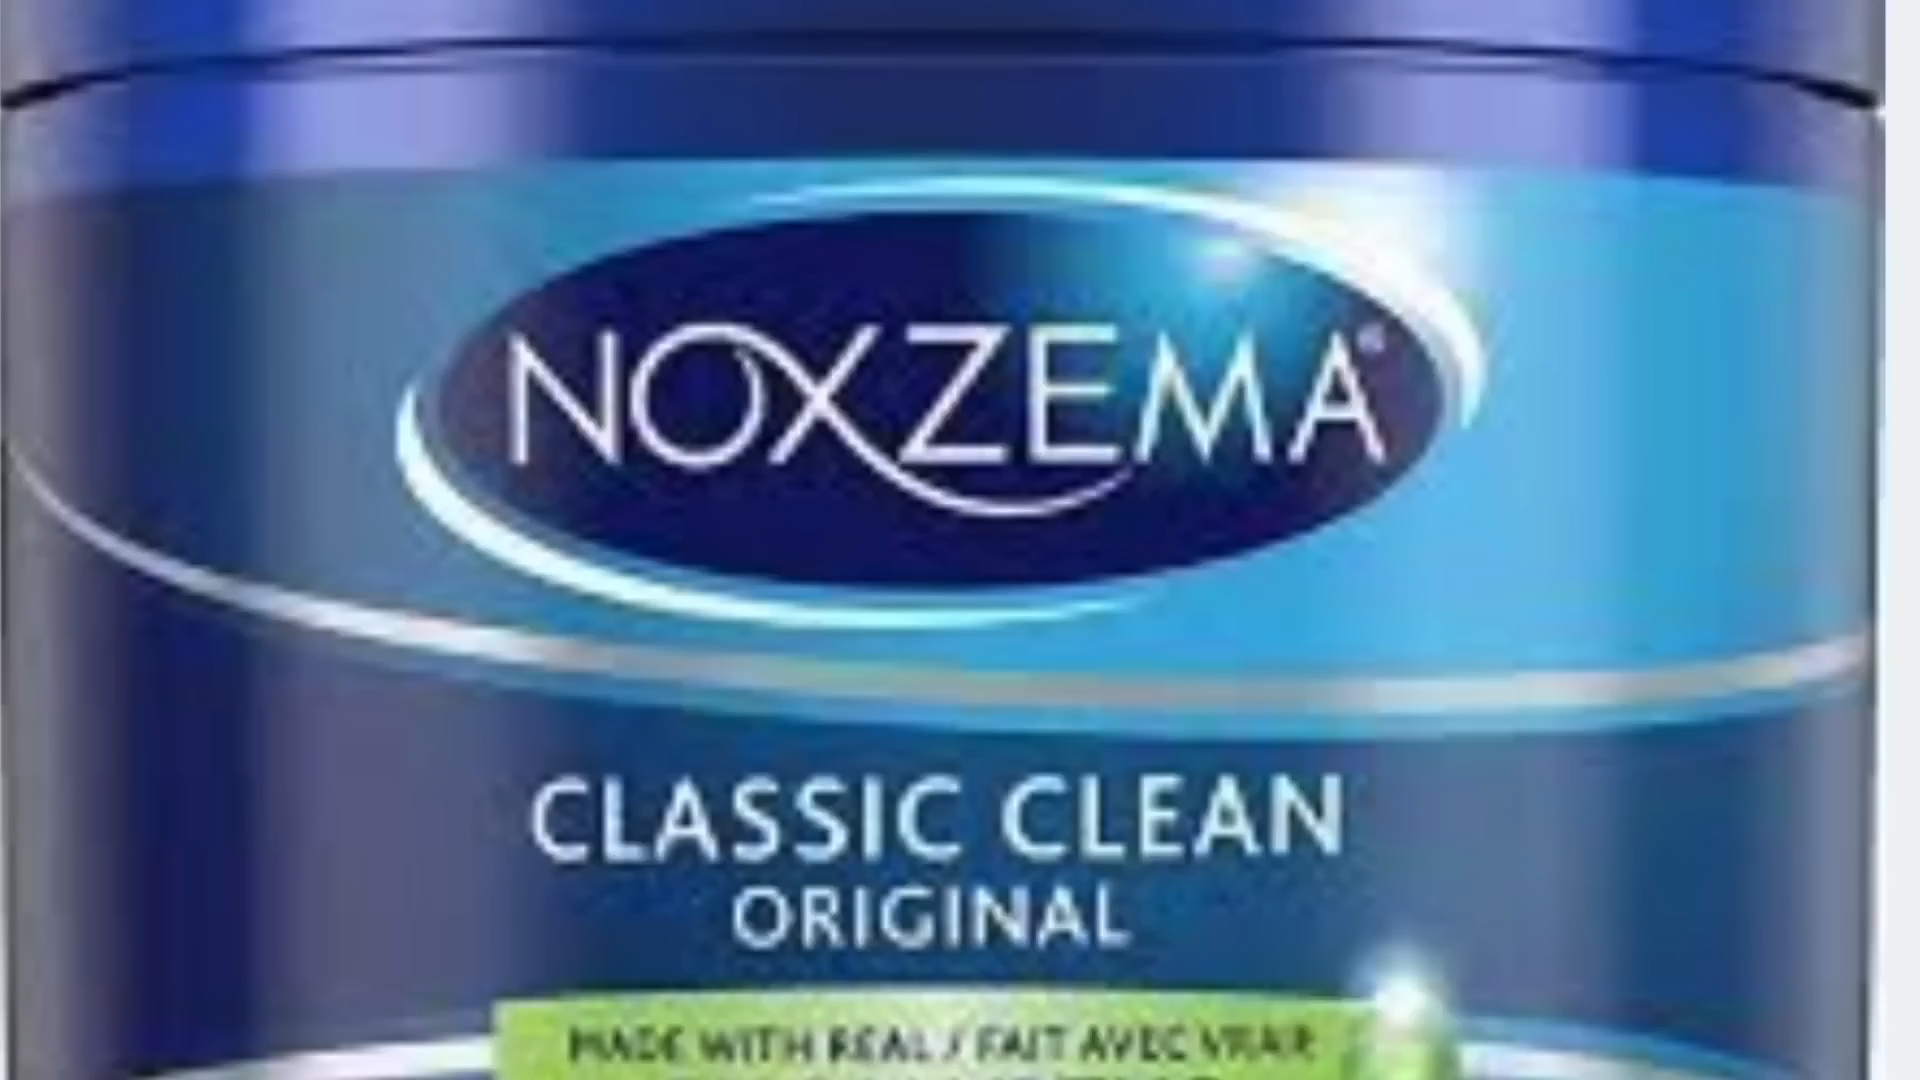 NOXZEMA®
CLASSIC CLEAN
ORIGINAL
MADE WITH REAL / FAIT AVEC VRAI